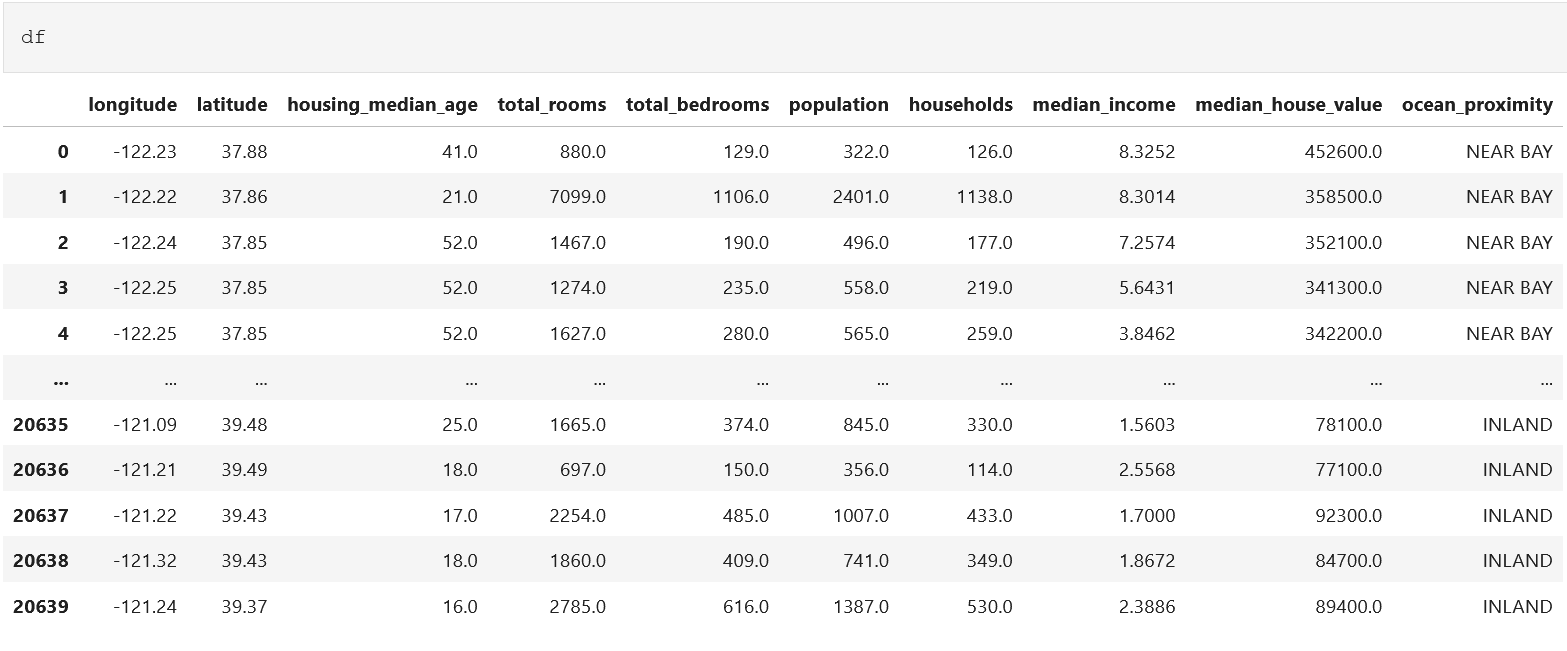 df
longitude latitude housing_median_age total_rooms total_bedrooms population households median_income median_house_value ocean_proximity
0 -122.23 37.88 41.0 880.0 129.0 322.0 126.0 8.3252 452600.0 NEAR BAY
1 -122.22 37.86 21.0 7099.0 1106.0 2401.0 1138.0 8.3014 358500.0 NEAR BAY
2 -122.24 37.85 52.0 1467.0 190.0 496.0 177.0 7.2574 352100.0 NEAR BAY
3 -122.25 37.85 52.0 1274.0 235.0 558.0 219.0 5.6431 341300.0 NEAR BAY
4 -122.25 37.85 52.0 1627.0 280.0 565.0 259.0 3.8462 342200.0 NEAR BAY
... ... ... ... ... ... ... ... ... ... ...
20635 -121.09 39.48 25.0 1665.0 374.0 845.0 330.0 1.5603 78100.0 INLAND
20636 -121.21 39.49 18.0 697.0 150.0 356.0 114.0 2.5568 77100.0 INLAND
20637 -121.22 39.43 17.0 2254.0 485.0 1007.0 433.0 1.7000 92300.0 INLAND
20638 -121.32 39.43 18.0 1860.0 409.0 741.0 349.0 1.8672 84700.0 INLAND
20639 -121.24 39.37 16.0 2785.0 616.0 1387.0 530.0 2.3886 89400.0 INLAND